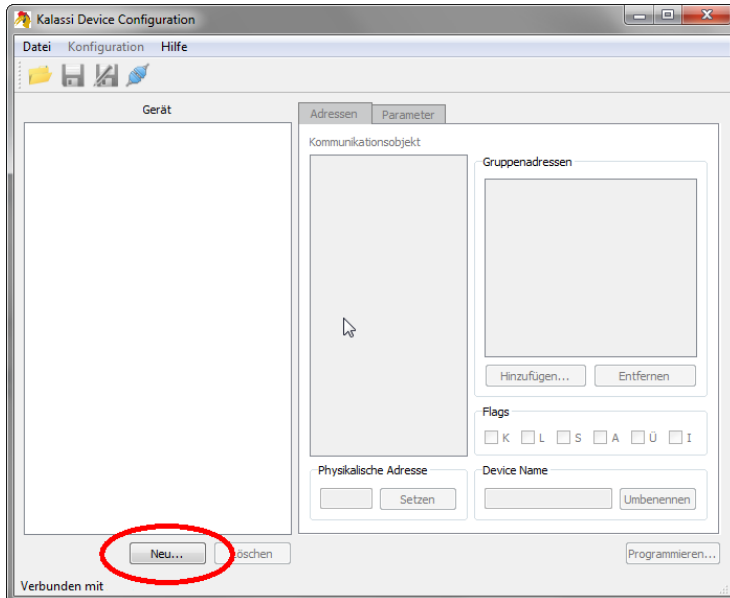 Kalassi Device Configuration
Datei Konfiguration Hilfe
Gerät
Adressen Parameter
Kommunikationsobjekt
Gruppenadressen
Hinzufügen... Entfernen
Flags
K L S A Ü I
Physikalische Adresse
Setzen
Device Name
Umbenennen
Neu... Löschen
Programmieren...
Verbunden mit